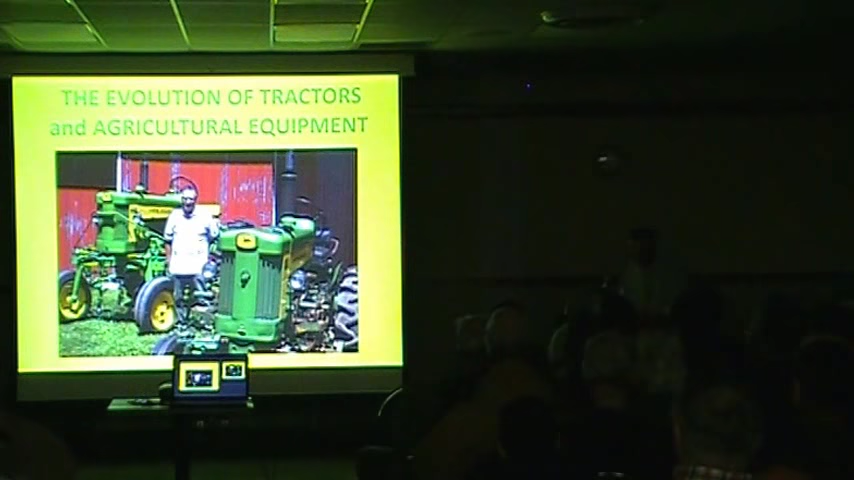 THE EVOLUTION OF TRACTORS
and AGRICULTURAL EQUIPMENT